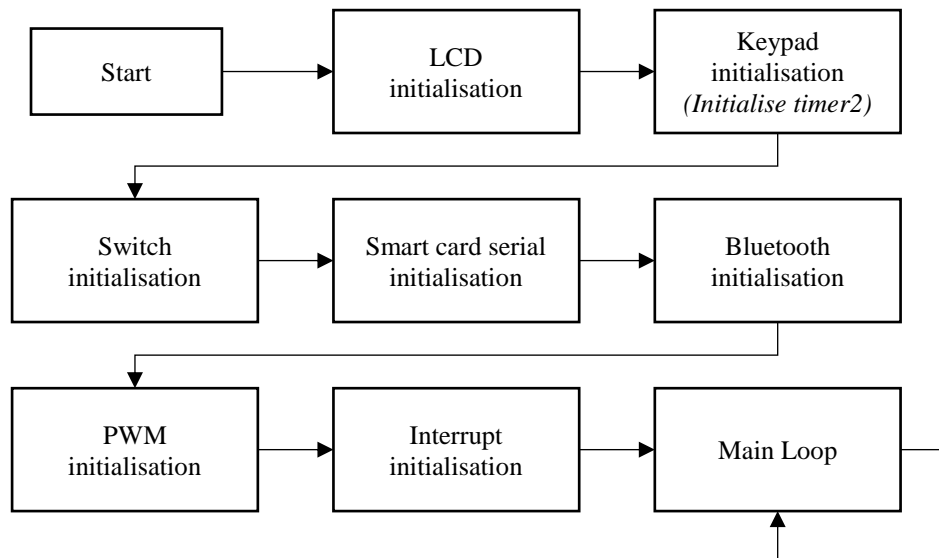 Start
LCD
initialisation
Keypad
initialisation
(Initialise timer2)
Switch
initialisation
Smart card serial
initialisation
Bluetooth
initialisation
PWM
initialisation
Interrupt
initialisation
Main Loop